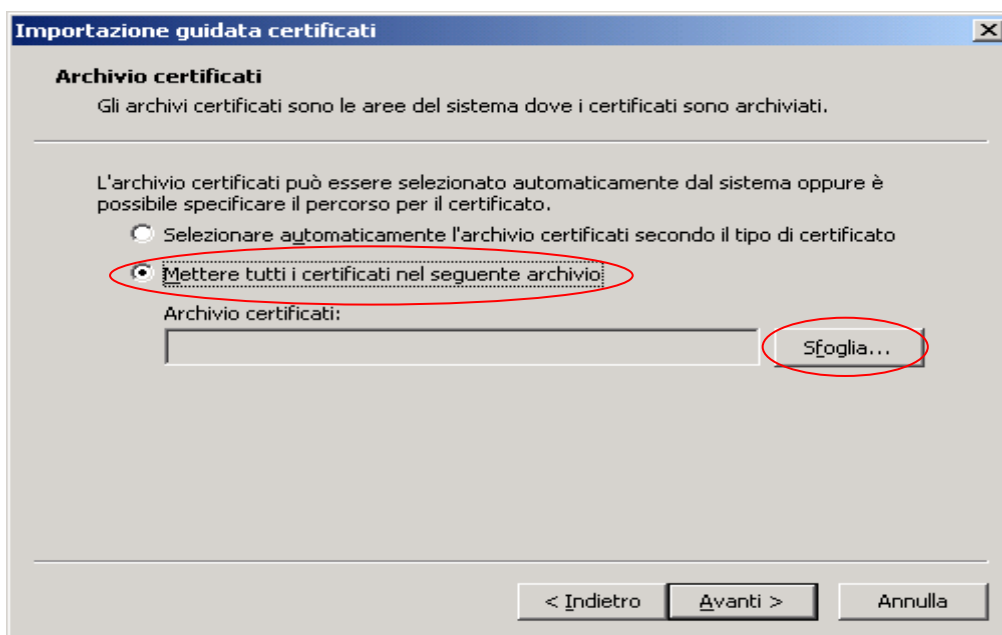 Importazione guidata certificati
Archivio certificati
Gli archivi certificati sono le aree del sistema dove i certificati sono archiviati.
L'archivio certificati può essere selezionato automaticamente dal sistema oppure è
possibile specificare il percorso per il certificato.
Selezionare automaticamente l'archivio certificati secondo il tipo di certificato
Mettere tutti i certificati nel seguente archivio
Archivio certificati:
Sfoglia...
< Indietro
Avanti >
Annulla